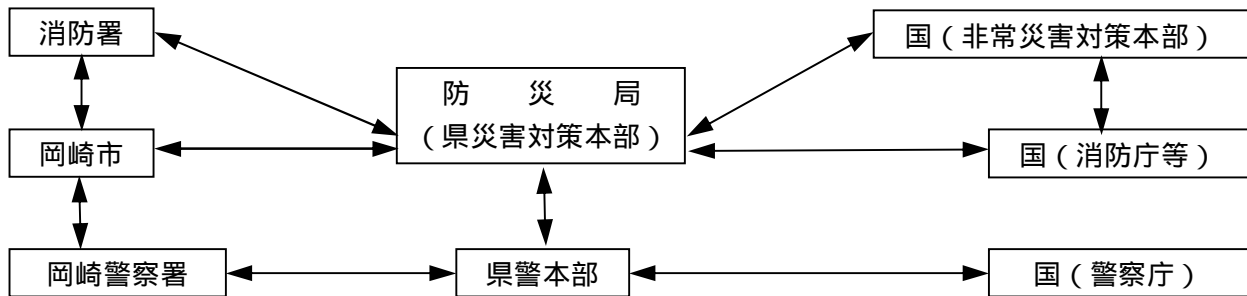 消防署
国（非常災害対策本部）
防　災　局
（県災害対策本部）
岡崎市
国（消防庁等）
岡崎警察署
県警本部
国（警察庁）